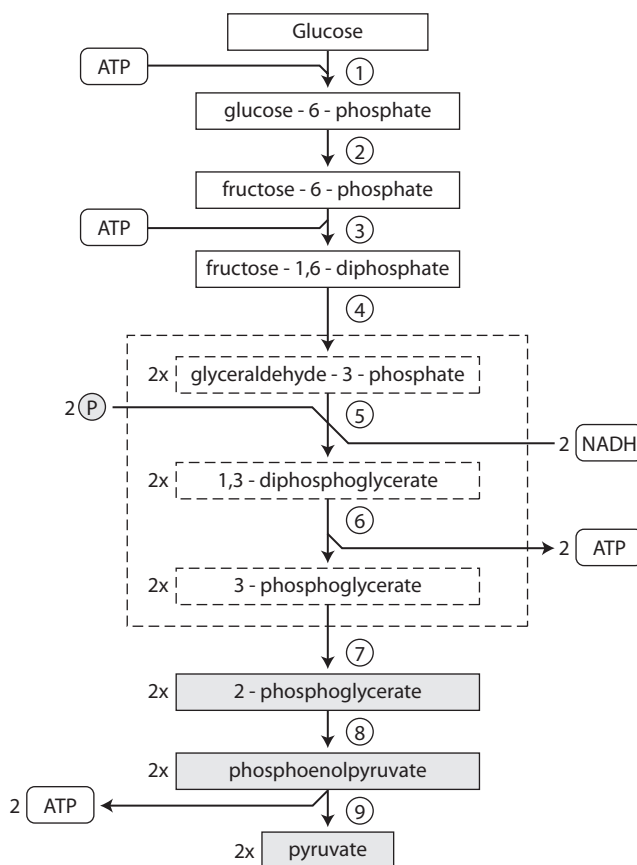 Glucose
ATP
1
glucose - 6 - phosphate
2
fructose - 6 - phosphate
ATP
3
fructose - 1,6 - diphosphate
4
2x glyceraldehyde - 3 - phosphate
2 P
5
2 NADH
2x 1,3 - diphosphoglycerate
6
2 ATP
2x 3 - phosphoglycerate
7
2x 2 - phosphoglycerate
8
2x phosphoenolpyruvate
2 ATP
9
2x pyruvate